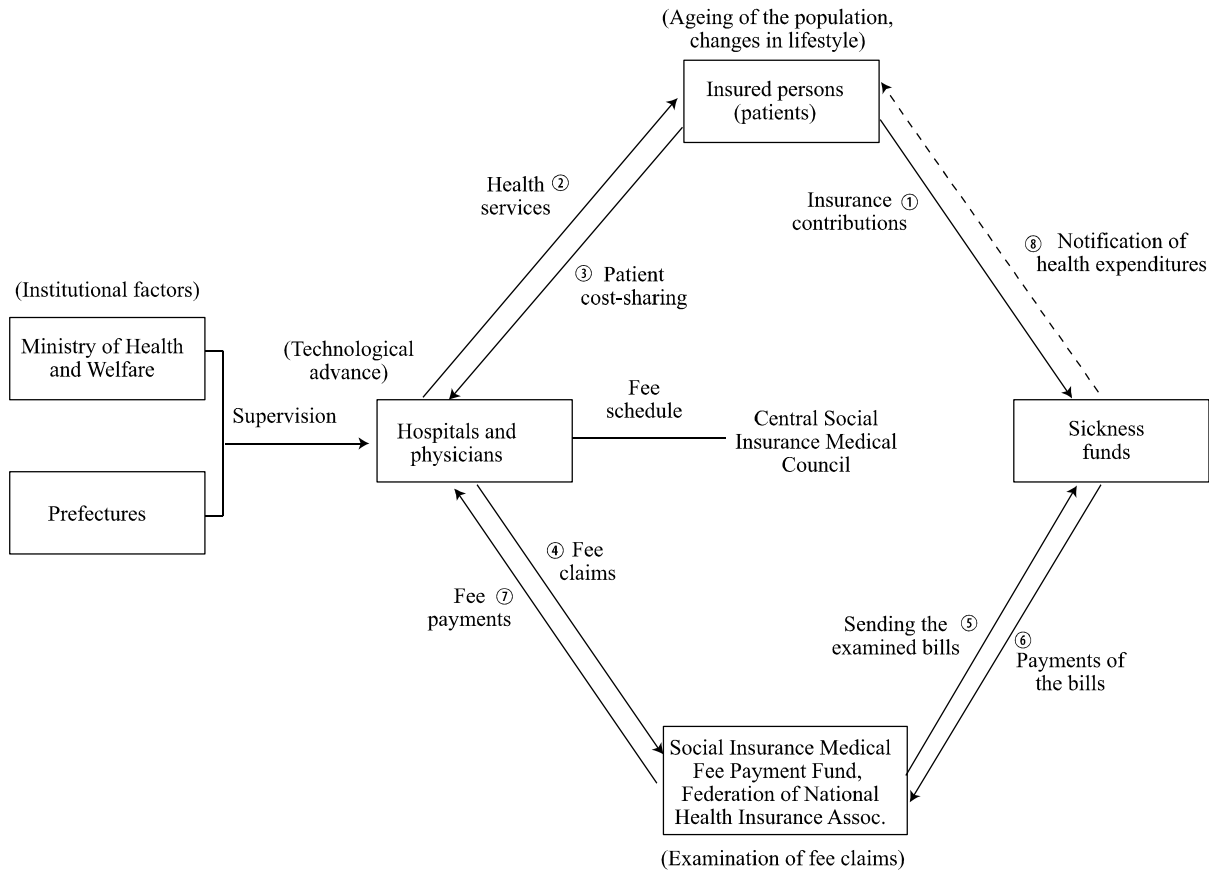 (Ageing of the population,
changes in lifestyle)
Insured persons
(patients)
Health ②
services
Insurance ①
contributions
⑧ Notification of
health expenditures
③ Patient
cost-sharing
(Institutional factors)
Ministry of Health
and Welfare
(Technological
advance)
Supervision
Fee
schedule
Hospitals and
physicians
Central Social
Insurance Medical
Council
Sickness
funds
Prefectures
④ Fee
claims
Fee ⑦
payments
Sending the ⑤
examined bills
⑥
Payments of
the bills
Social Insurance Medical
Fee Payment Fund,
Federation of National
Health Insurance Assoc.
(Examination of fee claims)